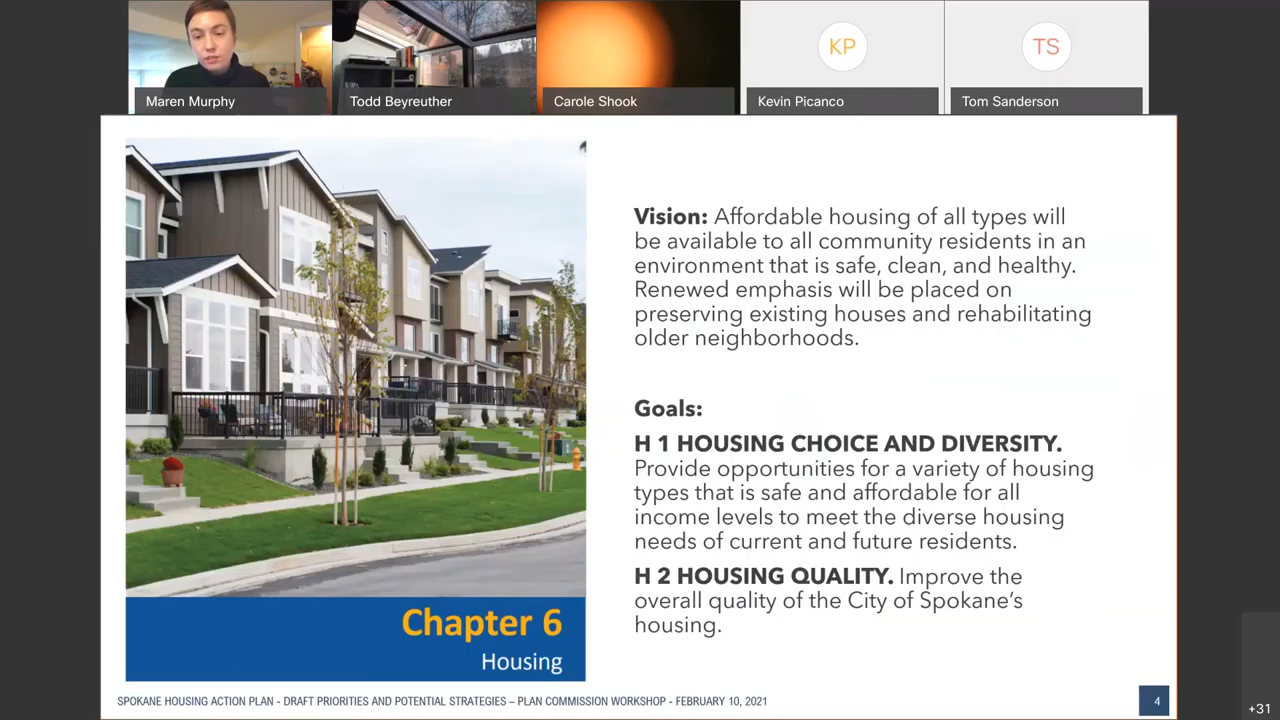 KP
TS
Maren Murphy
Todd Beyreuther
Carole Shook
Kevin Picanco
Tom Sanderson
Vision: Affordable housing of all types will
be available to all community residents in an
environment that is safe, clean, and healthy.
Renewed emphasis will be placed on
preserving existing houses and rehabilitating
older neighborhoods.
Goals:
H 1 HOUSING CHOICE AND DIVERSITY.
Provide opportunities for a variety of housing
types that is safe and affordable for all
income levels to meet the diverse housing
needs of current and future residents.
H 2 HOUSING QUALITY. Improve the
overall quality of the City of Spokane’s
housing.
Chapter 6
Housing
SPOKANE HOUSING ACTION PLAN - DRAFT PRIORITIES AND POTENTIAL STRATEGIES – PLAN COMMISSION WORKSHOP - FEBRUARY 10, 2021
4
+31